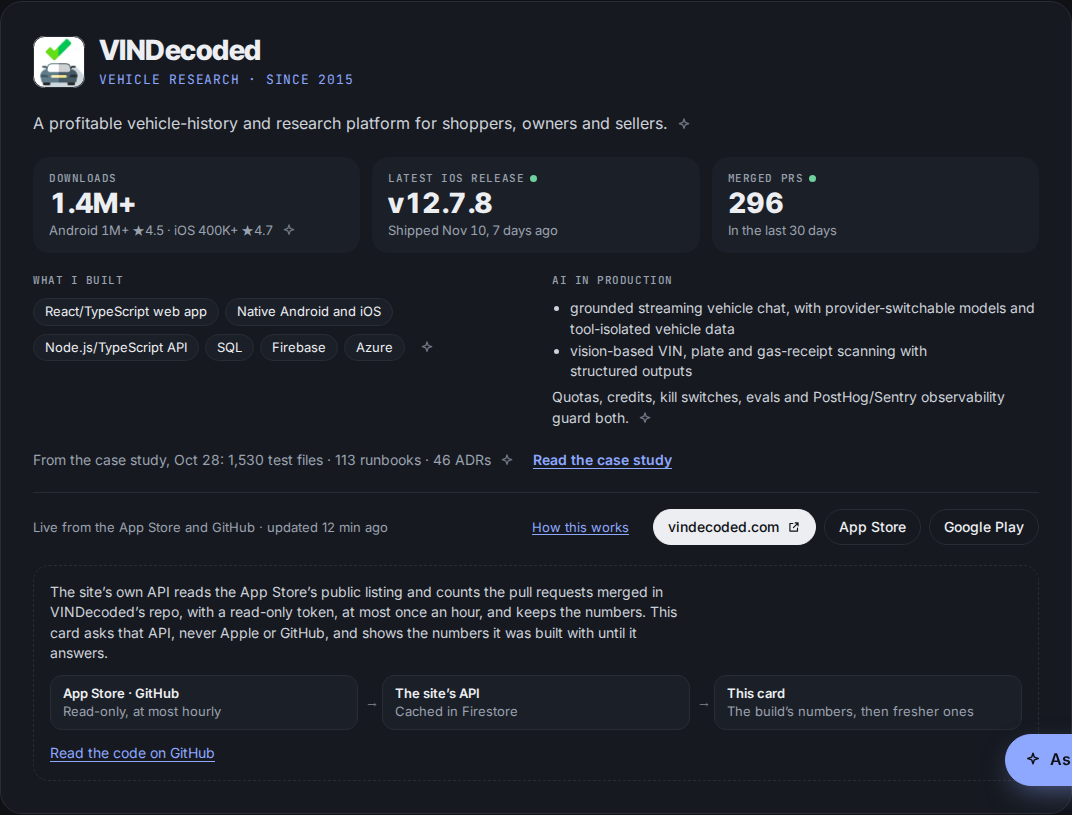 VINDecoded
VEHICLE RESEARCH · SINCE 2015
A profitable vehicle-history and research platform for shoppers, owners and sellers.
DOWNLOADS
1.4M+
Android 1M+ ★4.5 · iOS 400K+ ★4.7
LATEST IOS RELEASE
v12.7.8
Shipped Nov 10, 7 days ago
MERGED PRS
296
In the last 30 days
WHAT I BUILT
React/TypeScript web app
Native Android and iOS
Node.js/TypeScript API
SQL
Firebase
Azure
AI IN PRODUCTION
• grounded streaming vehicle chat, with provider-switchable models and
tool-isolated vehicle data
• vision-based VIN, plate and gas-receipt scanning with
structured outputs
Quotas, credits, kill switches, evals and PostHog/Sentry observability
guard both.
From the case study, Oct 28: 1,530 test files · 113 runbooks · 46 ADRs
Read the case study
Live from the App Store and GitHub · updated 12 min ago
How this works
vindecoded.com
App Store
Google Play
The site’s own API reads the App Store’s public listing and counts the pull requests merged in
VINDecoded’s repo, with a read-only token, at most once an hour, and keeps the numbers. This
card asks that API, never Apple or GitHub, and shows the numbers it was built with until it
answers.
App Store · GitHub
Read-only, at most hourly
→
The site’s API
Cached in Firestore
→
This card
The build’s numbers, then fresher ones
Read the code on GitHub
As